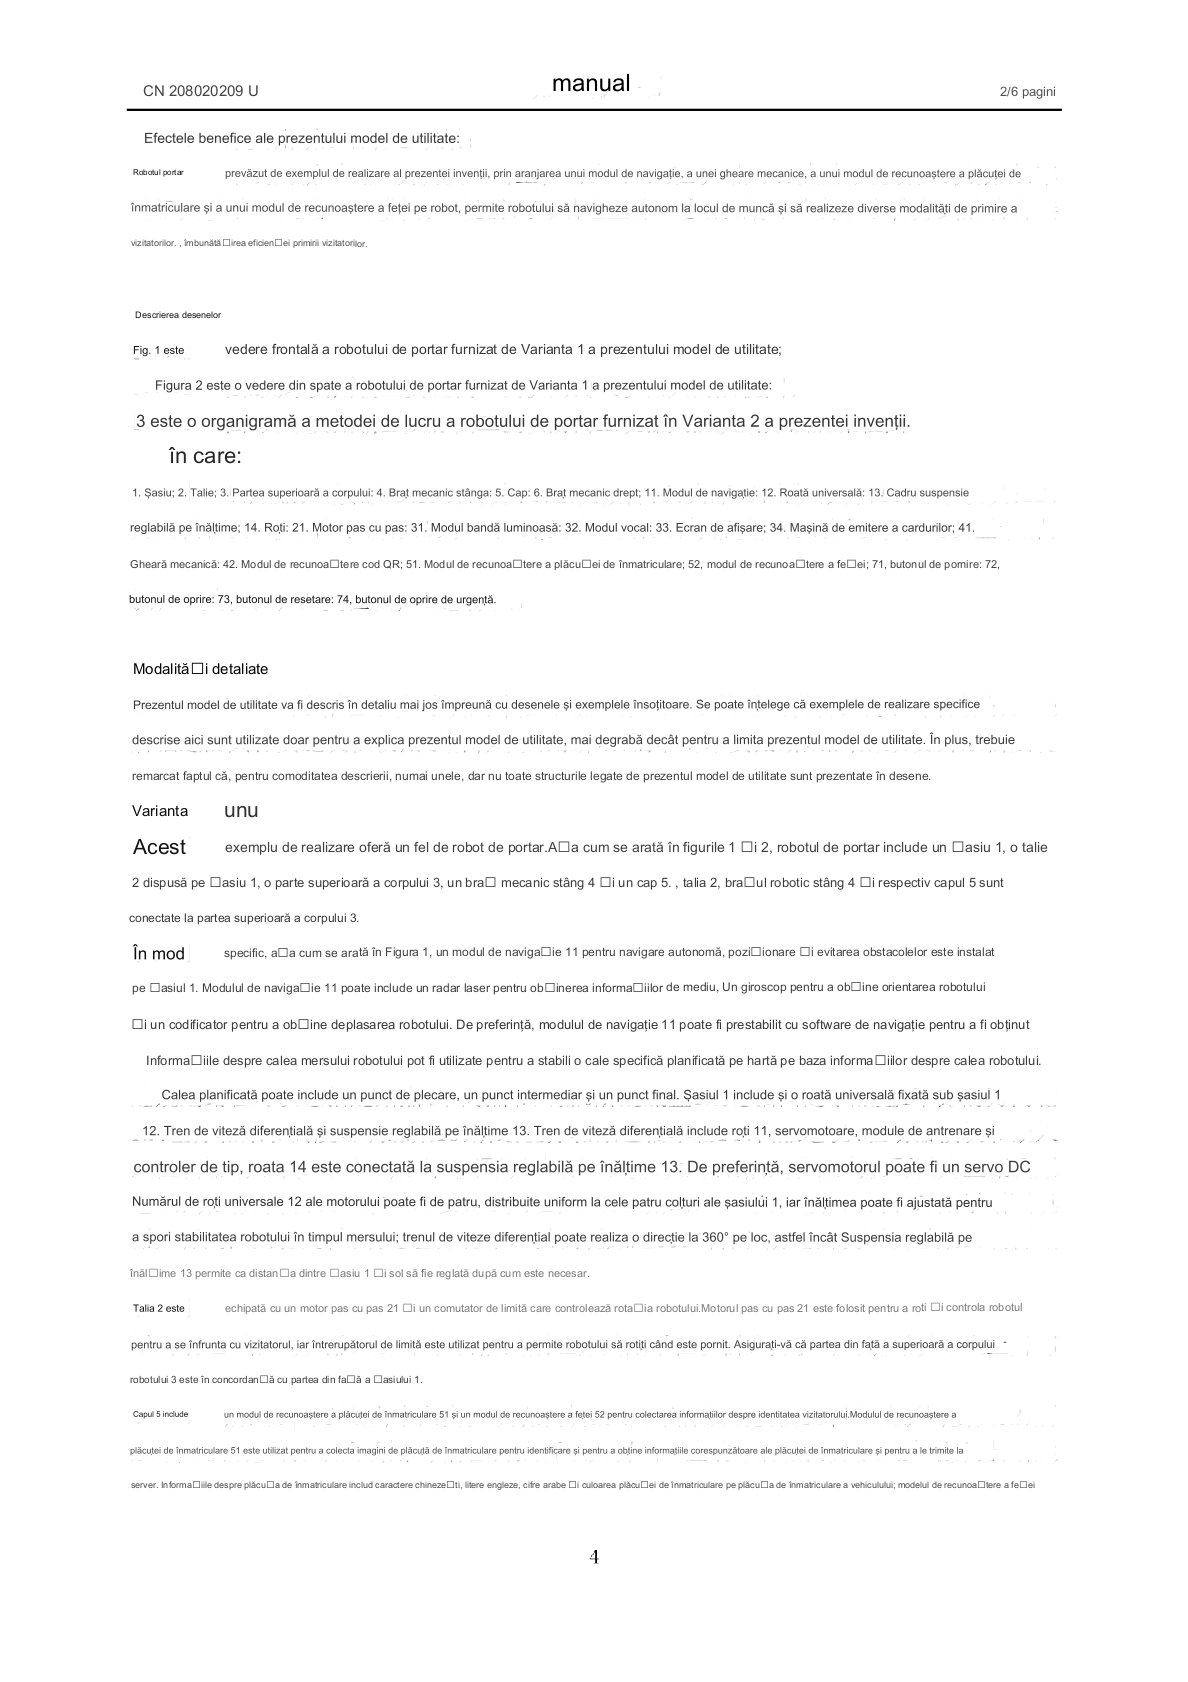 CN 208020209 U manual 2/6 pagini
Efectele benefice ale prezentului model de utilitate:
Robotul portar prevăzut de exemplul de realizare al prezentei invenții, prin aranjarea unui modul de navigație, a unei gheare mecanice, a unui modul de recunoaștere a plăcuței de
înmatriculare și a unui modul de recunoaștere a feței pe robot, permite robotului să navigheze autonom la locul de muncă și să realizeze diverse modalități de primire a
vizitatorilor. , îmbunătă□irea eficien□ei primirii vizitatorilor.
Descrierea desenelor
Fig. 1 este vedere frontală a robotului de portar furnizat de Varianta 1 a prezentului model de utilitate;
Figura 2 este o vedere din spate a robotului de portar furnizat de Varianta 1 a prezentului model de utilitate:
3 este o organigramă a metodei de lucru a robotului de portar furnizat în Varianta 2 a prezentei invenții.
în care:
1. Șasiu; 2. Talie; 3. Partea superioară a corpului: 4. Braț mecanic stânga: 5. Cap: 6. Braț mecanic drept; 11. Modul de navigație: 12. Roată universală: 13. Cadru suspensie
reglabilă pe înălțime; 14. Roți: 21. Motor pas cu pas: 31. Modul bandă luminoasă: 32. Modul vocal: 33. Ecran de afișare; 34. Mașină de emitere a cardurilor; 41.
Gheară mecanică: 42. Modul de recunoa□tere cod QR; 51. Modul de recunoa□tere a plăcu□ei de înmatriculare; 52, modul de recunoa□tere a fe□ei; 71, butonul de pornire: 72,
butonul de oprire: 73, butonul de resetare: 74, butonul de oprire de urgență.
Modalită□i detaliate
Prezentul model de utilitate va fi descris în detaliu mai jos împreună cu desenele și exemplele însoțitoare. Se poate înțelege că exemplele de realizare specifice
descrise aici sunt utilizate doar pentru a explica prezentul model de utilitate, mai degrabă decât pentru a limita prezentul model de utilitate. În plus, trebuie
remarcat faptul că, pentru comoditatea descrierii, numai unele, dar nu toate structurile legate de prezentul model de utilitate sunt prezentate în desene.
Varianta unu
Acest exemplu de realizare oferă un fel de robot de portar.A□a cum se arată în figurile 1 □i 2, robotul de portar include un □asiu 1, o talie
2 dispusă pe □asiu 1, o parte superioară a corpului 3, un bra□ mecanic stâng 4 □i un cap 5. , talia 2, bra□ul robotic stâng 4 □i respectiv capul 5 sunt
conectate la partea superioară a corpului 3.
În mod specific, a□a cum se arată în Figura 1, un modul de naviga□ie 11 pentru navigare autonomă, pozi□ionare □i evitarea obstacolelor este instalat
pe □asiul 1. Modulul de naviga□ie 11 poate include un radar laser pentru ob□inerea informa□iilor de mediu, Un giroscop pentru a ob□ine orientarea robotului
□i un codificator pentru a ob□ine deplasarea robotului. De preferință, modulul de navigație 11 poate fi prestabilit cu software de navigație pentru a fi obținut
Informa□iile despre calea mersului robotului pot fi utilizate pentru a stabili o cale specifică planificată pe hartă pe baza informa□iilor despre calea robotului.
Calea planificată poate include un punct de plecare, un punct intermediar și un punct final. Șasiul 1 include și o roată universală fixată sub șasiul 1
12. Tren de viteză diferențială și suspensie reglabilă pe înălțime 13. Tren de viteză diferențială include roți 11, servomotoare, module de antrenare și
controler de tip, roata 14 este conectată la suspensia reglabilă pe înălțime 13. De preferință, servomotorul poate fi un servo DC
Numărul de roți universale 12 ale motorului poate fi de patru, distribuite uniform la cele patru colțuri ale șasiului 1, iar înălțimea poate fi ajustată pentru
a spori stabilitatea robotului în timpul mersului; trenul de viteze diferențial poate realiza o direcție la 360° pe loc, astfel încât Suspensia reglabilă pe
înăl□ime 13 permite ca distan□a dintre □asiu 1 □i sol să fie reglată după cum este necesar.
Talia 2 este echipată cu un motor pas cu pas 21 □i un comutator de limită care controlează rota□ia robotului.Motorul pas cu pas 21 este folosit pentru a roti □i controla robotul
pentru a se înfrunta cu vizitatorul, iar întrerupătorul de limită este utilizat pentru a permite robotului să rotiți când este pornit. Asigurați-vă că partea din față a superioară a corpului
robotului 3 este în concordan□ă cu partea din fa□ă a □asiului 1.
Capul 5 include un modul de recunoaștere a plăcuței de înmatriculare 51 și un modul de recunoaștere a feței 52 pentru colectarea informațiilor despre identitatea vizitatorului.Modulul de recunoaștere a
plăcuței de înmatriculare 51 este utilizat pentru a colecta imagini de plăcuță de înmatriculare pentru identificare și pentru a obține informațiile corespunzătoare ale plăcuței de înmatriculare și pentru a le trimite la
server. Informa□iile despre plăcu□a de înmatriculare includ caractere chineze□ti, litere engleze, cifre arabe □i culoarea plăcu□ei de înmatriculare pe plăcu□a de înmatriculare a vehiculului; modelul de recunoa□tere a fe□ei
4